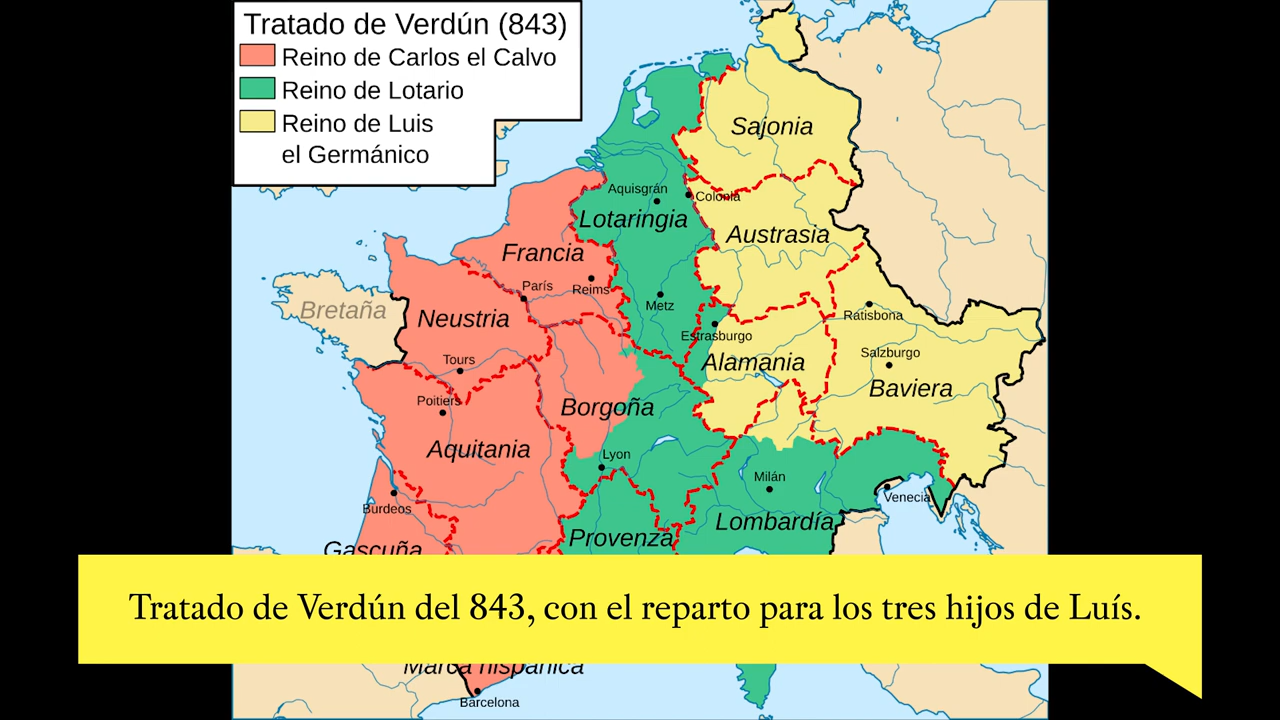 Tratado de Verdún (843)
Reino de Carlos el Calvo
Reino de Lotario
Reino de Luis
el Germánico
Sajonia
Aquisgrán
Colonia
Lotaringia
Austrasia
Francia
París
Reims
Metz
Bretaña
Neustria
Ratisbona
Estrasburgo
Tours
Alamania
Salzburgo
Baviera
Poitiers
Borgoña
Aquitania
Lyon
Milán
Venecia
Burdeos
Lombardía
Provenza
Gascuña
Tratado de Verdún del 843, con el reparto para los tres hijos de Luís.
Marca hispánica
Barcelona